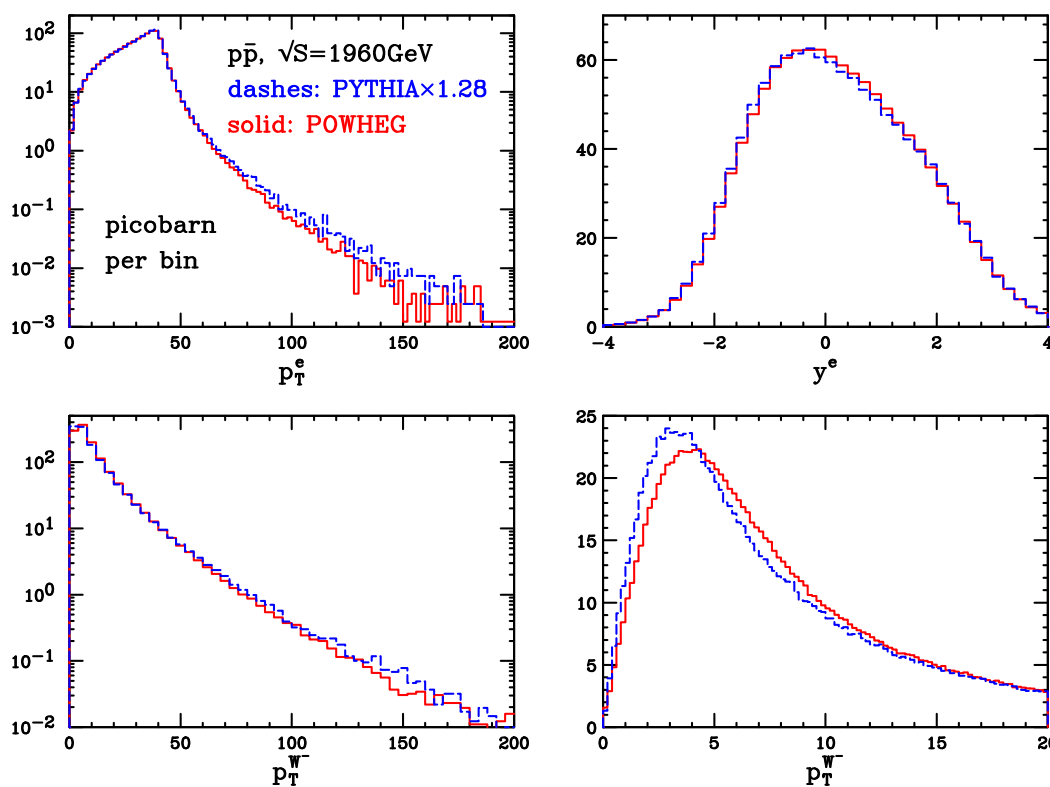 10² 10¹ 10⁰ 10⁻¹ 10⁻² 10⁻³
pp̄, √S=1960GeV
dashes: PYTHIA×1.28
solid: POWHEG
picobarn
per bin
0 50 100 150 200
p_T^e
60 40 20 0
−4 −2 0 2 4
y^e
10² 10¹ 10⁰ 10⁻¹ 10⁻²
0 50 100 150 200
p_T^W⁻
25 20 15 10 5 0
0 5 10 15 20
p_T^W⁻